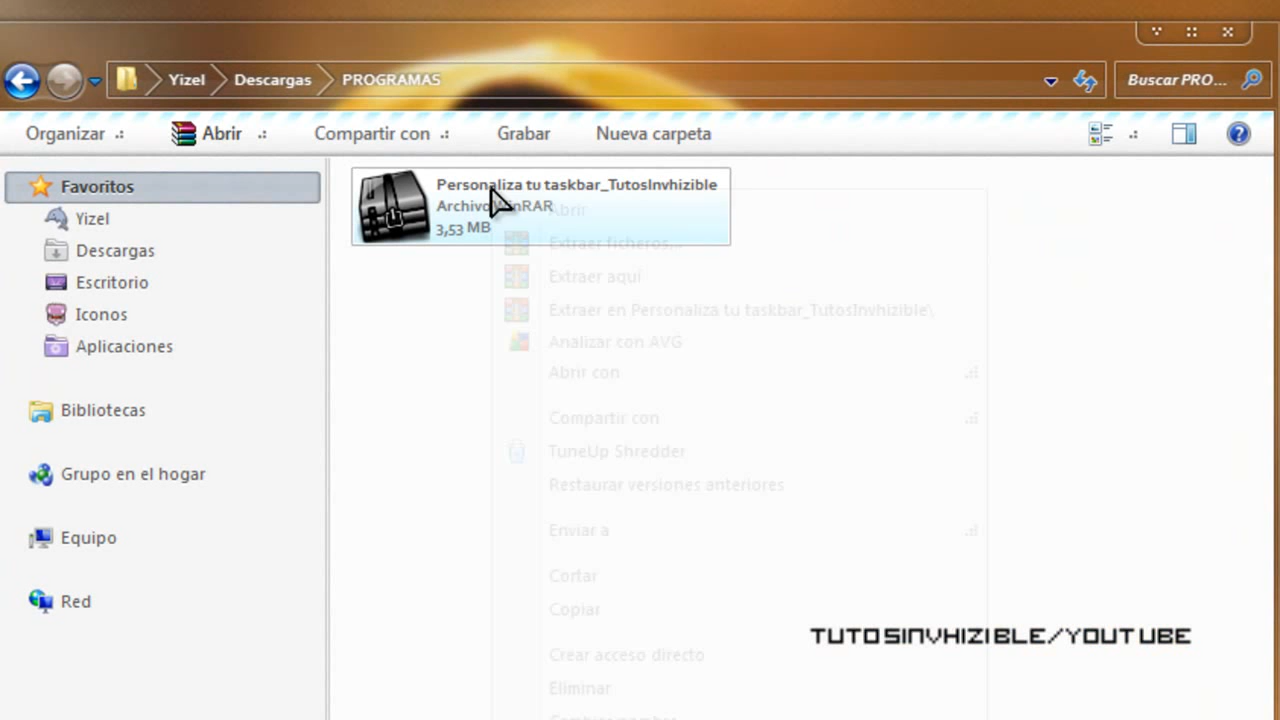 Yizel Descargas PROGRAMAS
Buscar PRO...
Organizar Abrir Compartir con Grabar Nueva carpeta
Favoritos
Yizel
Descargas
Escritorio
Iconos
Aplicaciones
Bibliotecas
Grupo en el hogar
Equipo
Red
Personaliza tu taskbar_TutosInvhizible
Archivo WinRAR
3,53 MB
Abrir
Extraer ficheros...
Extraer aquí
Extraer en Personaliza tu taskbar_TutosInvhizible\
Analizar con AVG
Abrir con
Compartir con
TuneUp Shredder
Restaurar versiones anteriores
Enviar a
Cortar
Copiar
Crear acceso directo
Eliminar
TUTOSINVHIZIBLE/YOUTUBE